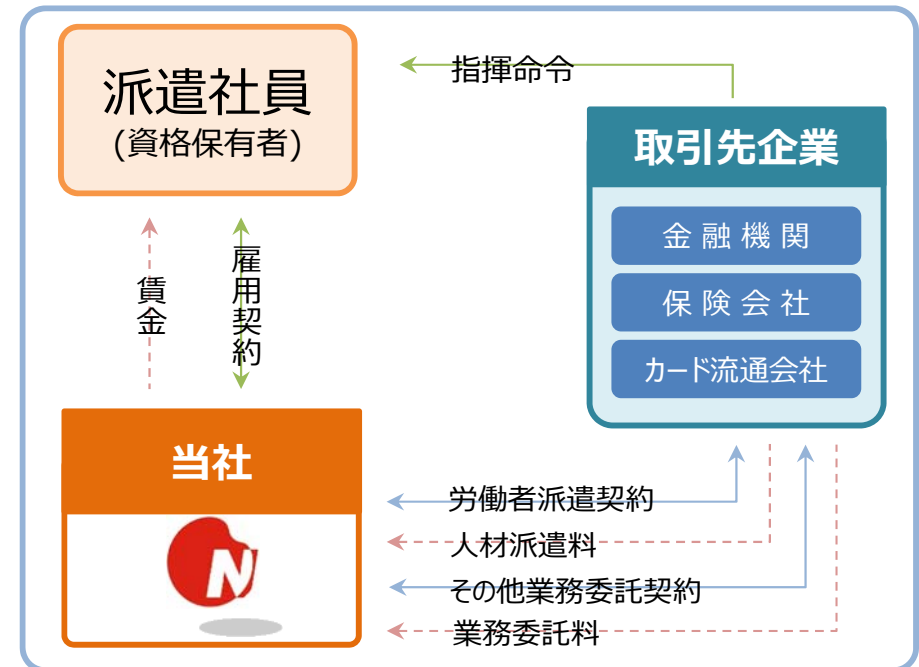 派遣社員
(資格保有者)
指揮命令
取引先企業
金融機関
保険会社
カード流通会社
賃金
雇用契約
当社
N
労働者派遣契約
人材派遣料
その他業務委託契約
業務委託料